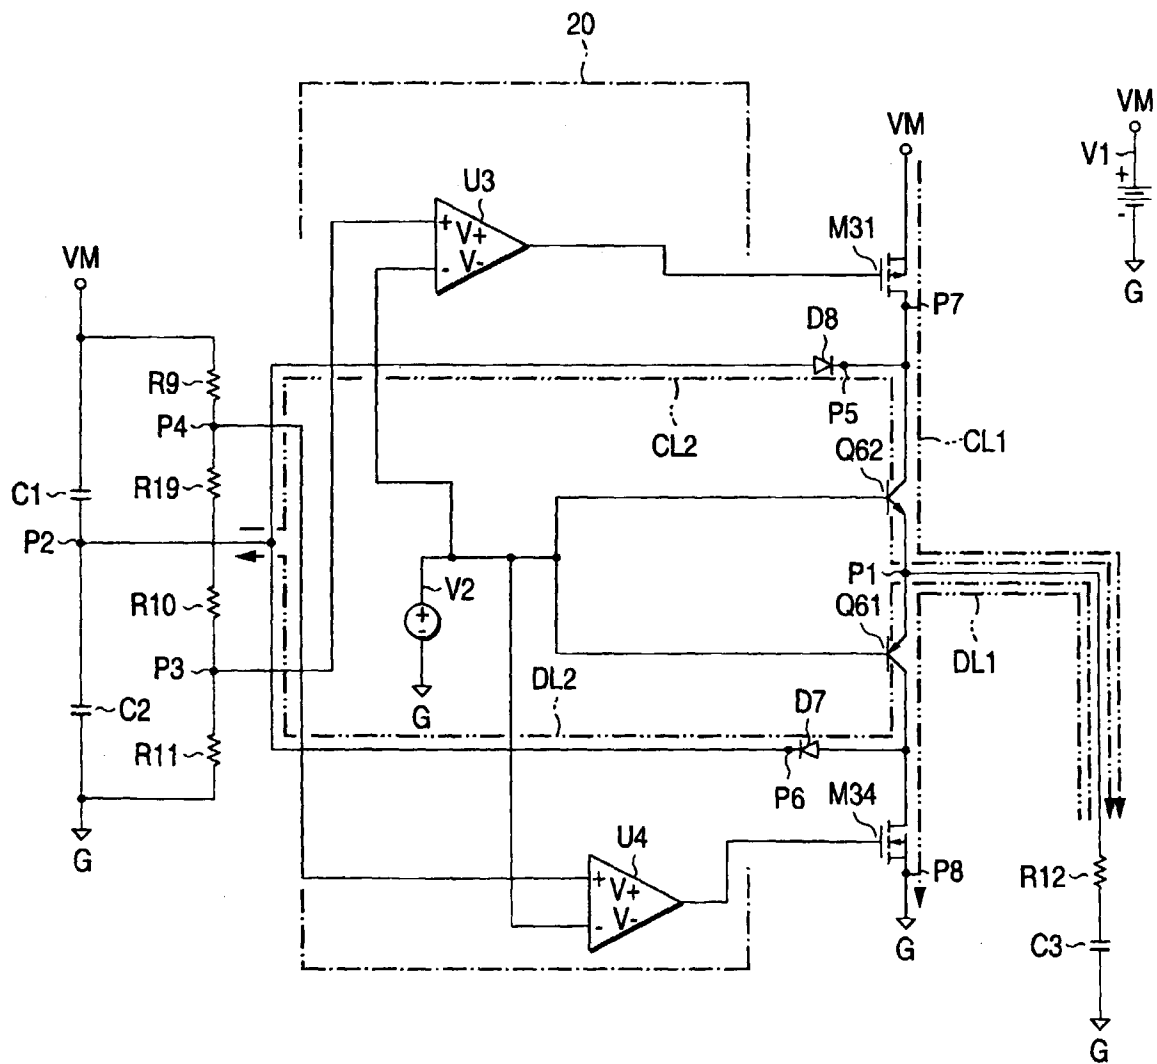 20
VM
VM
V1
+
-
G
U3
+
V+
V-
-
M31
VM
P7
D8
P5
R9
P4
CL2
CL1
Q62
R19
C1
P2
P1
V2
+
-
Q61
R10
P3
G
DL2
DL1
C2
D7
R11
P6
M34
G
U4
P8
+
V+
V-
-
R12
G
C3
G